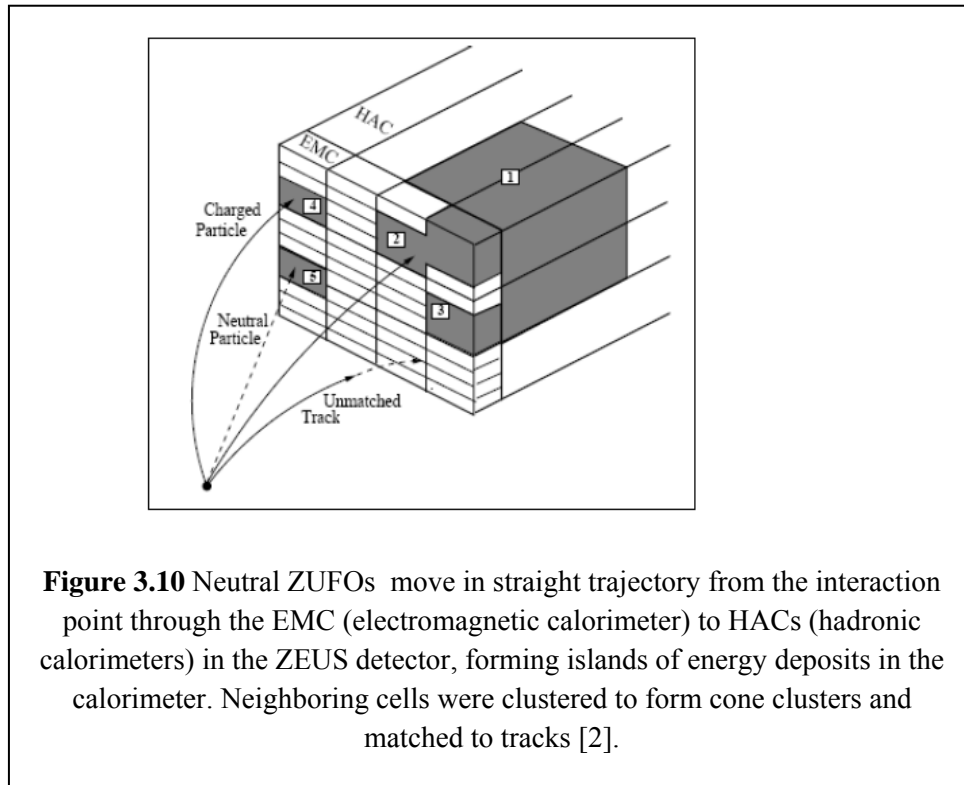 HAC
EMC
1
Charged
Particle
4
2
5
3
Neutral
Particle
Unmatched
Track
Figure 3.10 Neutral ZUFOs  move in straight trajectory from the interaction
point through the EMC (electromagnetic calorimeter) to HACs (hadronic
calorimeters) in the ZEUS detector, forming islands of energy deposits in the
calorimeter. Neighboring cells were clustered to form cone clusters and
matched to tracks [2].